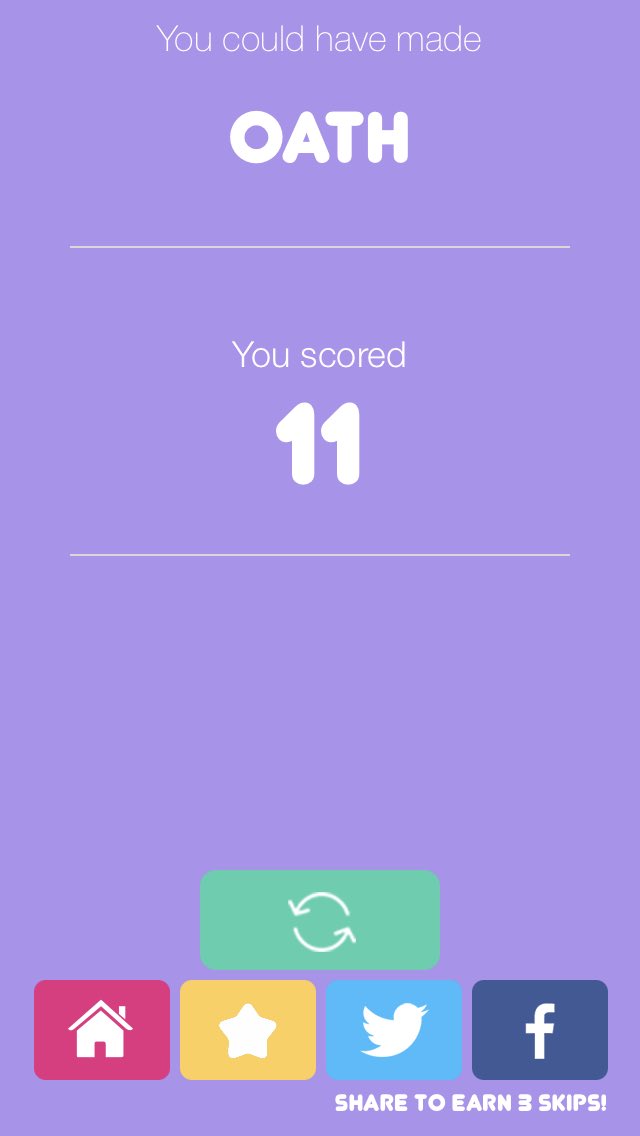 You could have made
OATH
You scored
11
SHARE TO EARN 3 SKIPS!